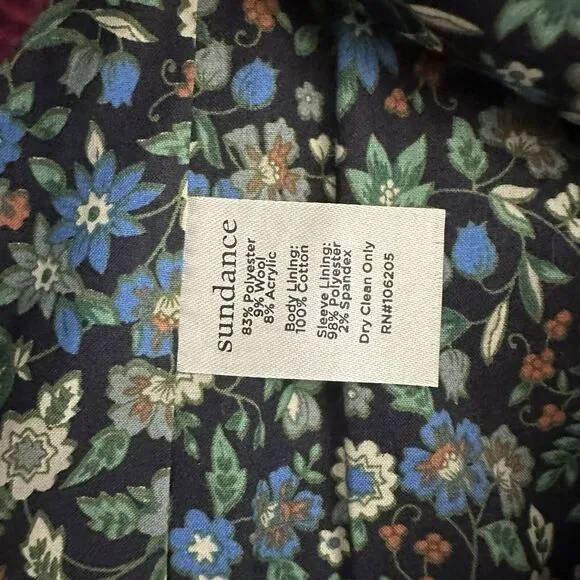 sundance
83% Polyester
9% Wool
8% Acrylic
Body Lining:
100% Cotton
Sleeve Lining:
98% Polyester
2% Spandex
Dry Clean Only
RN#106205